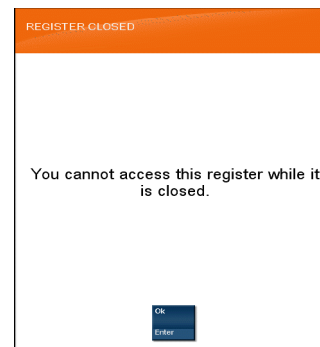 REGISTER CLOSED
You cannot access this register while it
is closed.
Ok
Enter